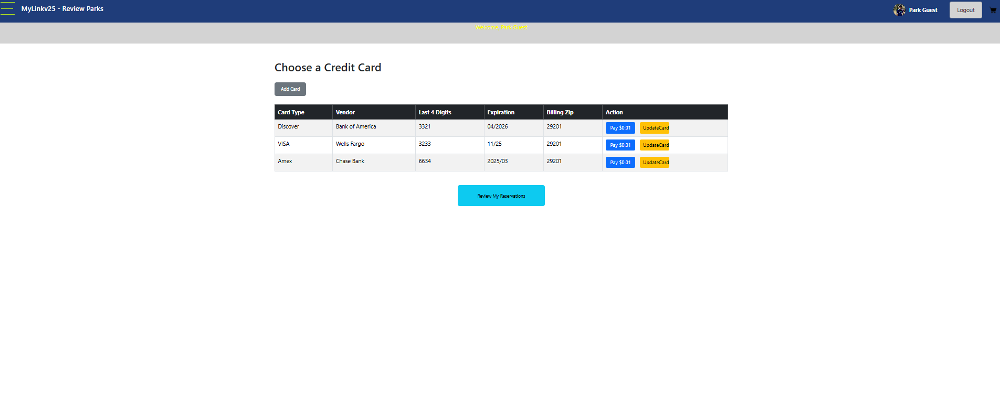 MyLinkv25 - Review Parks
Park Guest
Logout
Welcome, Park Guest
Choose a Credit Card
Add Card
Card Type Vendor Last 4 Digits Expiration Billing Zip Action
Discover Bank of America 3321 04/2026 29201 Pay $0.01 UpdateCard
VISA Wells Fargo 3233 11/25 29201 Pay $0.01 UpdateCard
Amex Chase Bank 6634 2025/03 29201 Pay $0.01 UpdateCard
Review My Reservations